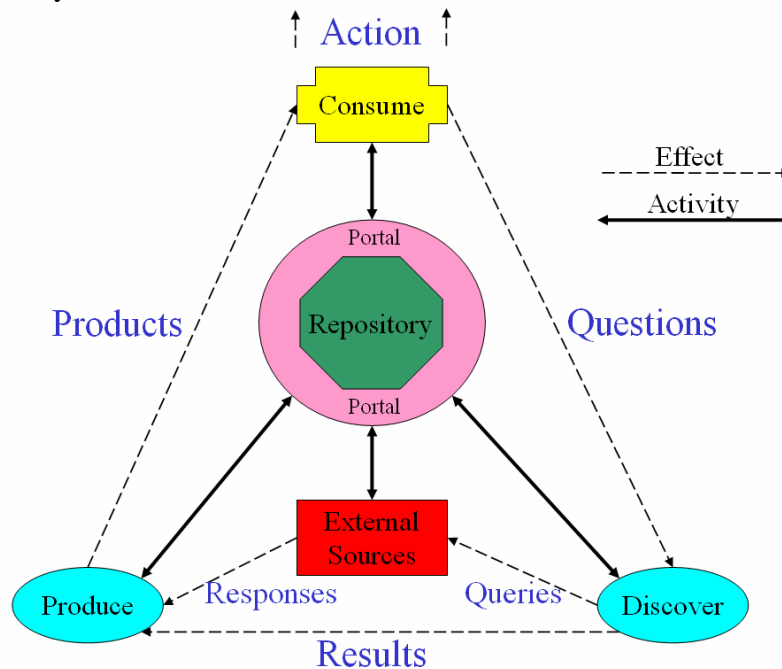 Action
Consume
Effect
Activity
Portal
Products
Repository
Questions
Portal
External
Sources
Produce
Responses
Queries
Discover
Results